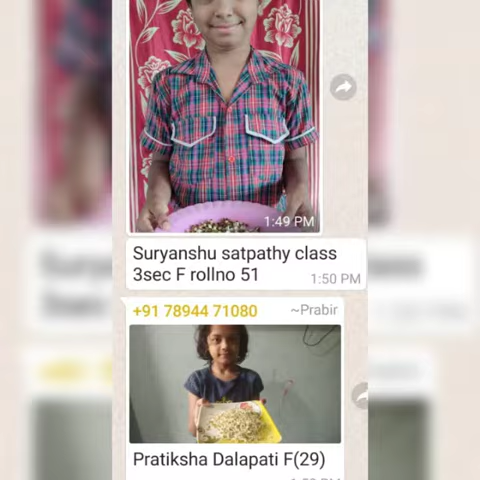 1:49 PM
Suryanshu satpathy class
3sec F rollno 51
1:50 PM
+91 78944 71080 ~Prabir
Pratiksha Dalapati F(29)